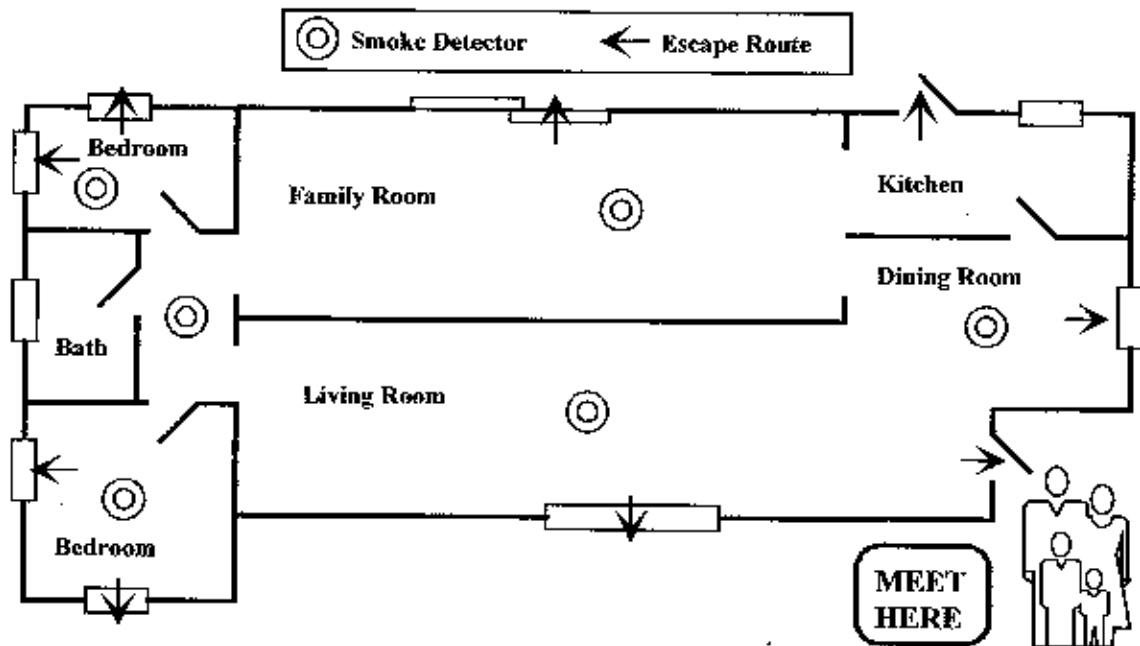 Smoke Detector
Escape Route
Bedroom
Family Room
Kitchen
Dining Room
Bath
Living Room
Bedroom
MEET
HERE